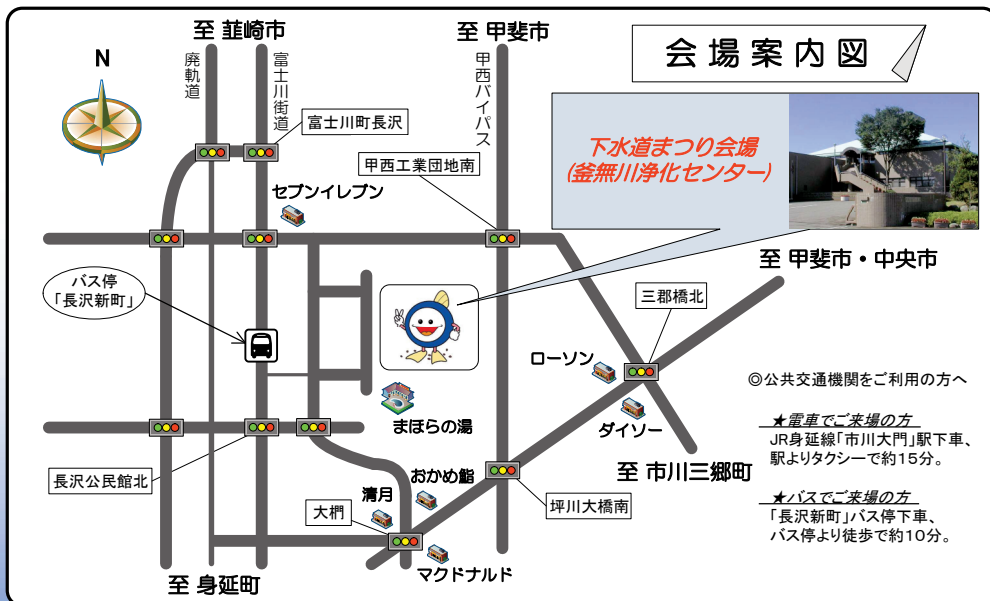 至 韮崎市
至 甲斐市
会場案内図
N
廃軌道
富士川街道
甲西バイパス
富士川町長沢
甲西工業団地南
下水道まつり会場
(釜無川浄化センター)
セブンイレブン
至 甲斐市・中央市
バス停
「長沢新町」
三郡橋北
ローソン
◎公共交通機関をご利用の方へ
まほらの湯
ダイソー
★電車でご来場の方
JR身延線「市川大門」駅下車、
駅よりタクシーで約15分。
長沢公民館北
至 市川三郷町
おかめ鮨
清月
坪川大橋南
★バスでご来場の方
「長沢新町」バス停下車、
バス停より徒歩で約10分。
大椚
マクドナルド
至 身延町